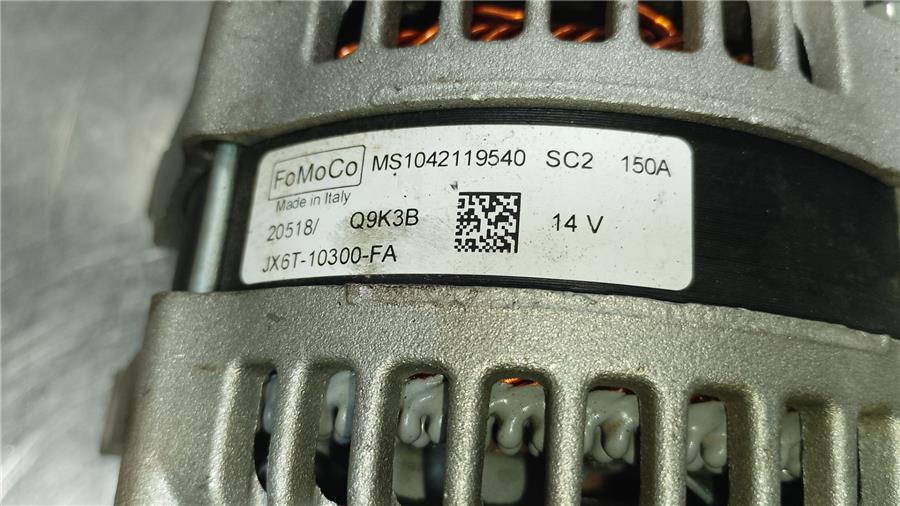 FoMoCo MS1042119540 SC2 150A
Made in Italy
20518/ Q9K3B 14 V
JX6T-10300-FA